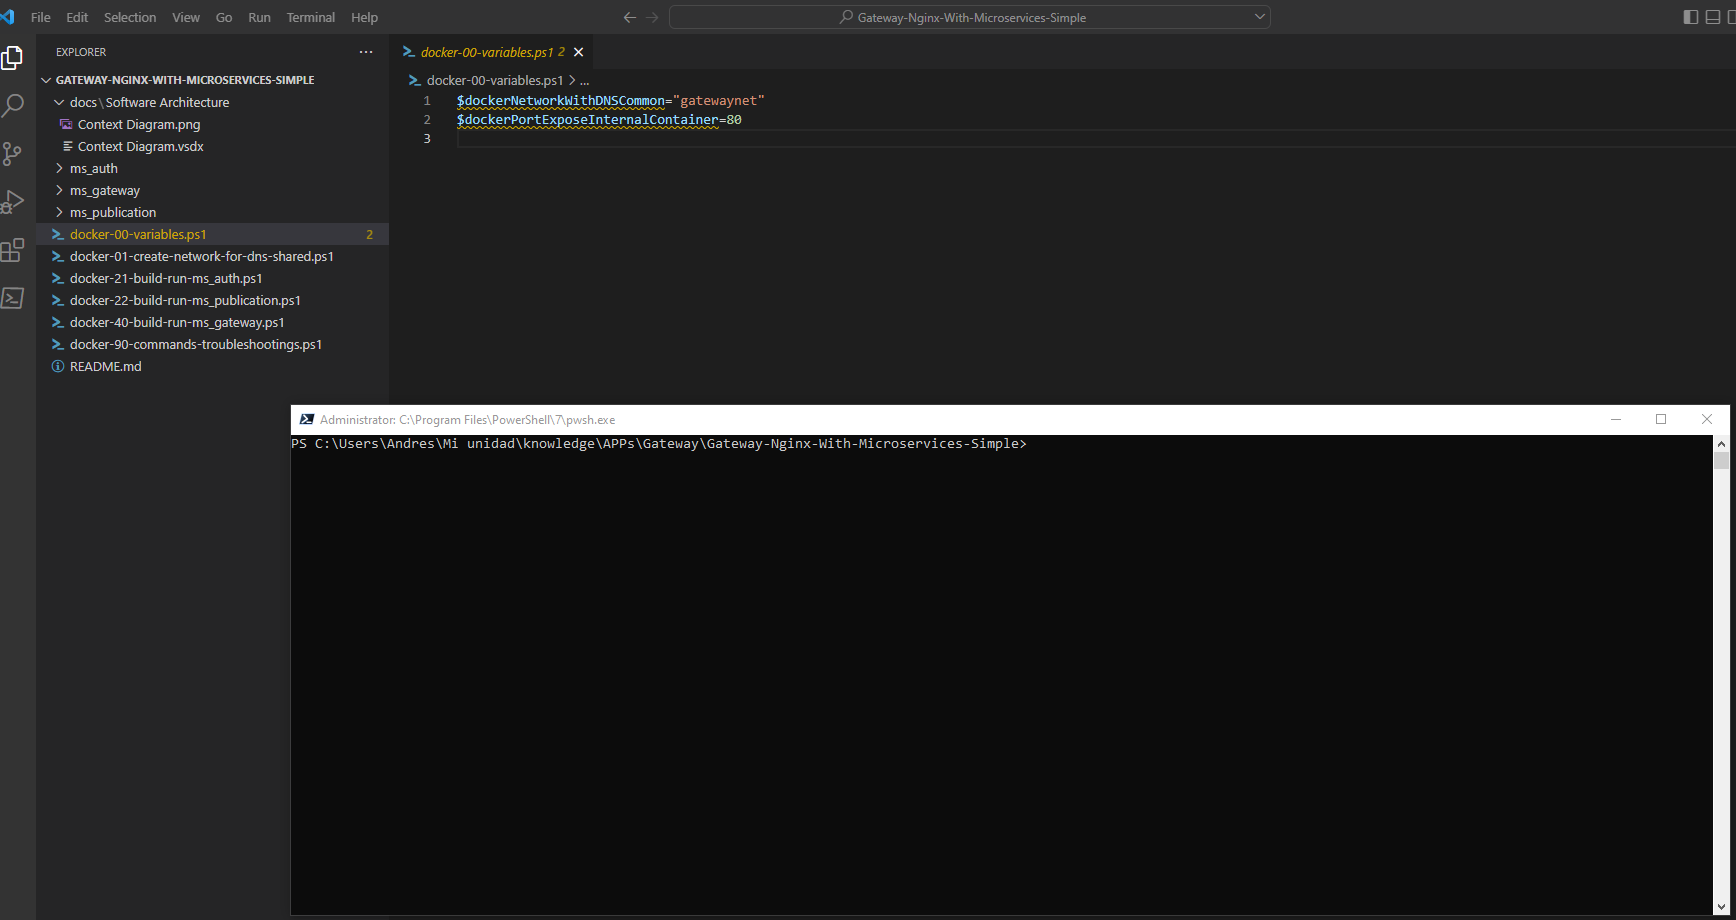 File Edit Selection View Go Run Terminal Help
Gateway-Nginx-With-Microservices-Simple
EXPLORER
GATEWAY-NGINX-WITH-MICROSERVICES-SIMPLE
docs\Software Architecture
Context Diagram.png
Context Diagram.vsdx
ms_auth
ms_gateway
ms_publication
docker-00-variables.ps1 2
docker-01-create-network-for-dns-shared.ps1
docker-21-build-run-ms_auth.ps1
docker-22-build-run-ms_publication.ps1
docker-40-build-run-ms_gateway.ps1
docker-90-commands-troubleshootings.ps1
README.md
docker-00-variables.ps1 2
docker-00-variables.ps1 > ...
1 $dockerNetworkWithDNSCommon="gatewaynet"
2 $dockerPortExposeInternalContainer=80
3
Administrator: C:\Program Files\PowerShell\7\pwsh.exe
PS C:\Users\Andres\Mi unidad\knowledge\APPs\Gateway\Gateway-Nginx-With-Microservices-Simple>